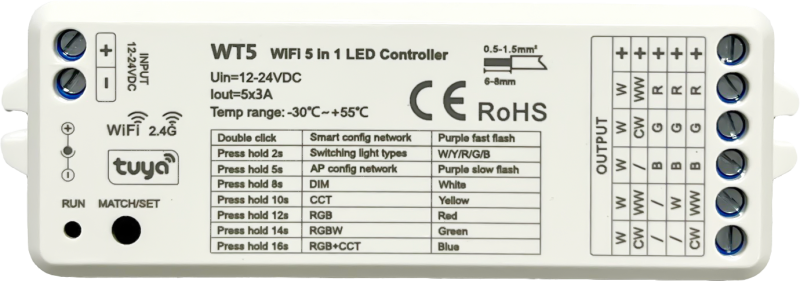 INPUT
12-24VDC
+
−
WiFi 2.4G
+
−
tuya
RUN MATCH/SET
WT5 WIFI 5 in 1 LED Controller
Uin=12-24VDC
Iout=5x3A
Temp range: -30℃~+55℃
0.5-1.5mm²
6-8mm
CE RoHS
Double click Smart config network Purple fast flash
Press hold 2s Switching light types W/Y/R/G/B
Press hold 5s AP config network Purple slow flash
Press hold 8s DIM White
Press hold 10s CCT Yellow
Press hold 12s RGB Red
Press hold 14s RGBW Green
Press hold 16s RGB+CCT Blue
OUTPUT
+ + + + +
W WW R R R
W CW G G G
W / B B B
W WW / W WW
W CW / / CW